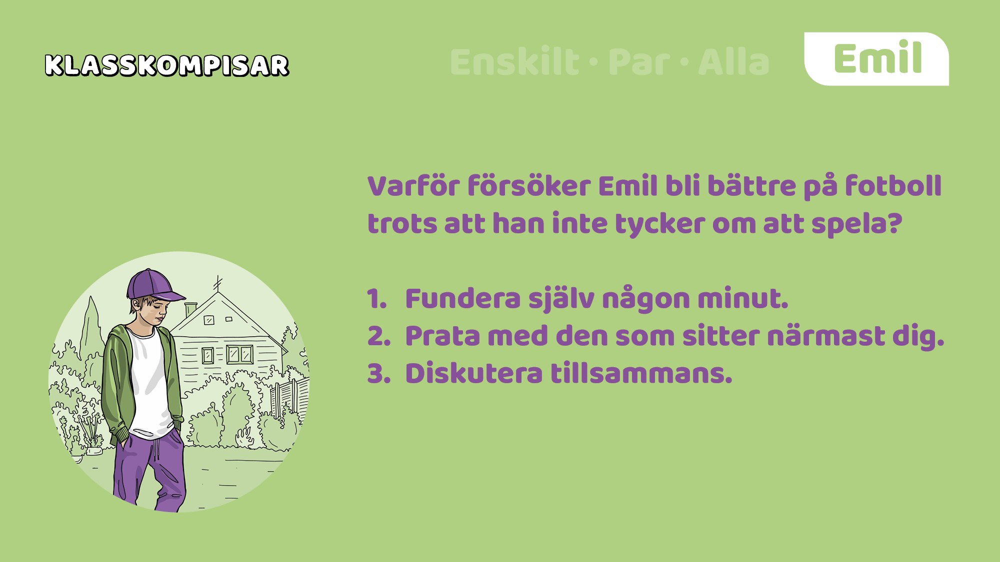 KLASSKOMPISAR
Enskilt • Par • Alla
Emil
Varför försöker Emil bli bättre på fotboll
trots att han inte tycker om att spela?
1. Fundera själv någon minut.
2. Prata med den som sitter närmast dig.
3. Diskutera tillsammans.